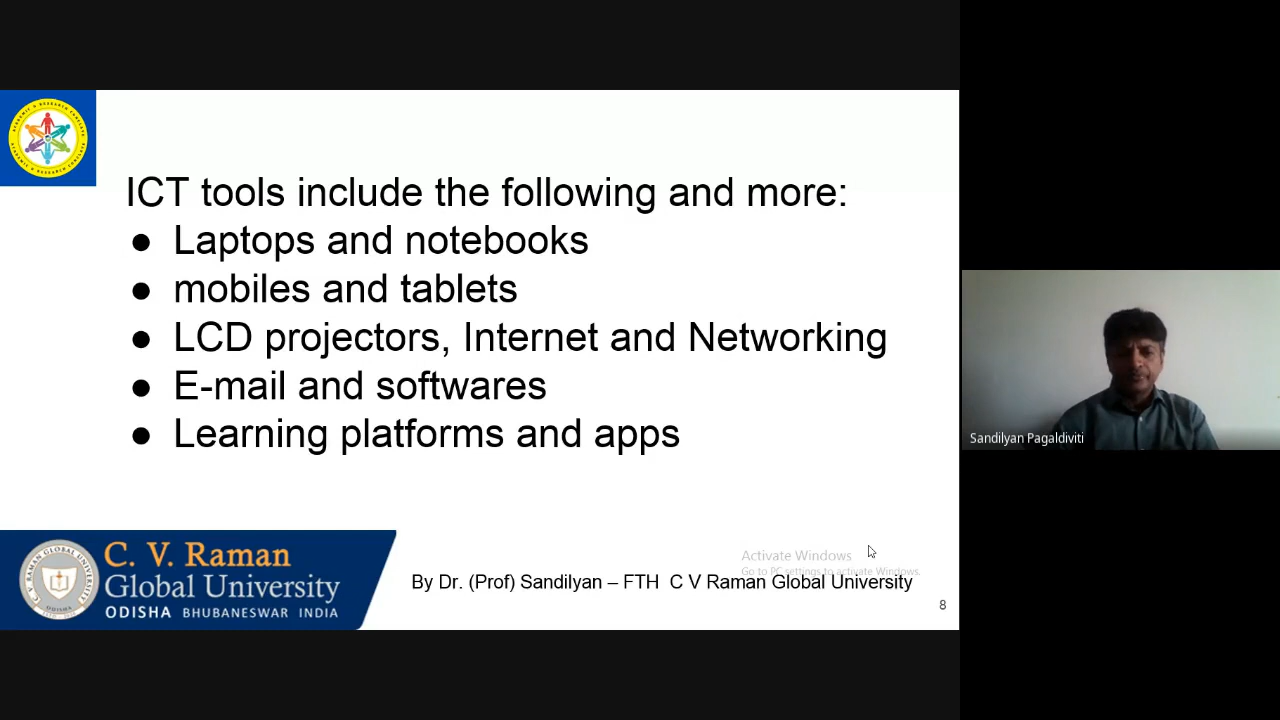 ICT tools include the following and more:
● Laptops and notebooks
● mobiles and tablets
● LCD projectors, Internet and Networking
● E-mail and softwares
● Learning platforms and apps
Sandilyan Pagaldiviti
C. V. Raman
Global University
ODISHA BHUBANESWAR INDIA
Activate Windows
Go to PC settings to activate Windows.
By Dr. (Prof) Sandilyan – FTH C V Raman Global University
8